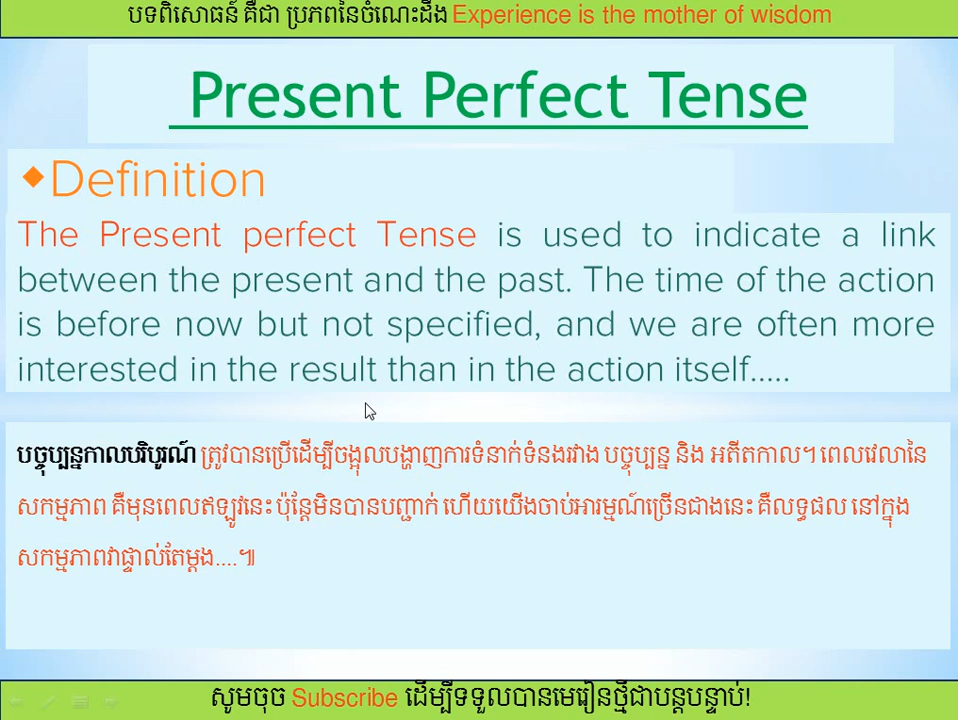 បទពិសោធន៍ គឺជា ប្រភពនៃចំណេះដឹង Experience is the mother of wisdom
Present Perfect Tense
◆Definition
The Present perfect Tense is used to indicate a link
between the present and the past. The time of the action
is before now but not specified, and we are often more
interested in the result than in the action itself.....
បច្ចុប្បន្នកាលបរិបូរណ៍ ត្រូវបានប្រើដើម្បីចង្អុលបង្ហាញការទំនាក់ទំនងរវាង បច្ចុប្បន្ន និង អតីតកាល។ ពេលវេលានៃ
សកម្មភាព គឺមុនពេលឥឡូវនេះ ប៉ុន្តែមិនបានបញ្ជាក់ ហើយយើងចាប់អារម្មណ៍ច្រើនជាងនេះ គឺលទ្ធផល នៅក្នុង
សកម្មភាពវាផ្ទាល់តែម្តង....៕
សូមចុច Subscribe ដើម្បីទទួលបានមេរៀនថ្មីជាបន្តបន្ទាប់!